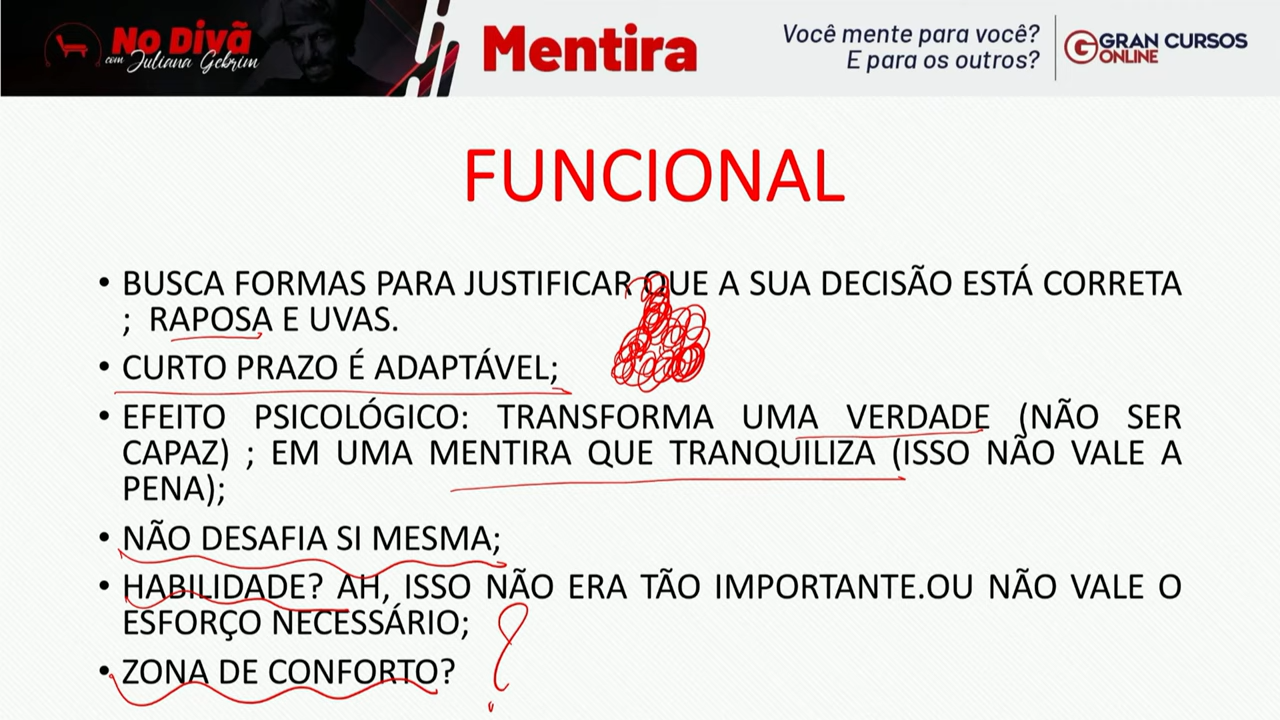 No Divã
com Juliana Gebrim
Mentira
Você mente para você?
E para os outros?
GRAN CURSOS
ONLINE
FUNCIONAL
• BUSCA FORMAS PARA JUSTIFICAR QUE A SUA DECISÃO ESTÁ CORRETA
; RAPOSA E UVAS.
• CURTO PRAZO É ADAPTÁVEL;
• EFEITO PSICOLÓGICO: TRANSFORMA UMA VERDADE (NÃO SER
CAPAZ) ; EM UMA MENTIRA QUE TRANQUILIZA (ISSO NÃO VALE A
PENA);
• NÃO DESAFIA SI MESMA;
• HABILIDADE? AH, ISSO NÃO ERA TÃO IMPORTANTE.OU NÃO VALE O
ESFORÇO NECESSÁRIO;
• ZONA DE CONFORTO?
?